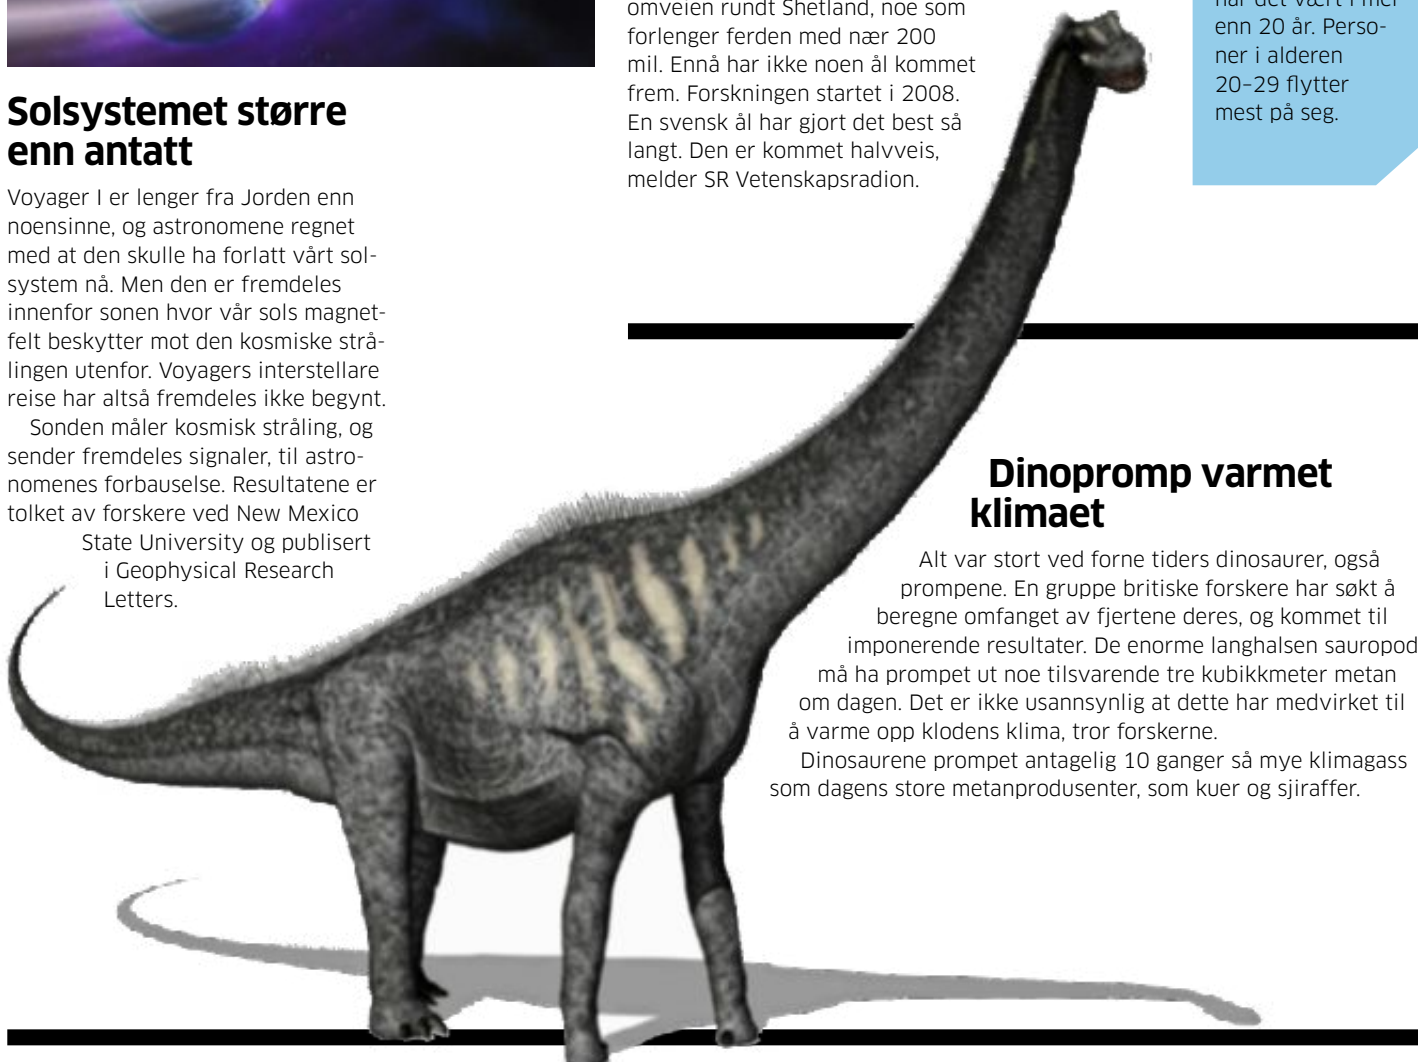 Solsystemet større
enn antatt
Voyager I er lenger fra Jorden enn
noensinne, og astronomene regnet
med at den skulle ha forlatt vårt sol-
system nå. Men den er fremdeles
innenfor sonen hvor vår sols magnet-
felt beskytter mot den kosmiske strå-
lingen utenfor. Voyagers interstellare
reise har altså fremdeles ikke begynt.
Sonden måler kosmisk stråling, og
sender fremdeles signaler, til astro-
nomenes forbauselse. Resultatene er
tolket av forskere ved New Mexico
State University og publisert
i Geophysical Research
Letters.
omveien rundt Shetland, noe som
forlenger ferden med nær 200
mil. Ennå har ikke noen ål kommet
frem. Forskningen startet i 2008.
En svensk ål har gjort det best så
langt. Den er kommet halvveis,
melder SR Vetenskapsradion.
har det vært i mer
enn 20 år. Perso-
ner i alderen
20–29 flytter
mest på seg.
Dinopromp varmet
klimaet
Alt var stort ved forne tiders dinosaurer, også
prompene. En gruppe britiske forskere har søkt å
beregne omfanget av fjertene deres, og kommet til
imponerende resultater. De enorme langhalsen sauropod
må ha prompet ut noe tilsvarende tre kubikkmeter metan
om dagen. Det er ikke usannsynlig at dette har medvirket til
å varme opp klodens klima, tror forskerne.
Dinosaurene prompet antagelig 10 ganger så mye klimagass
som dagens store metanprodusenter, som kuer og sjiraffer.